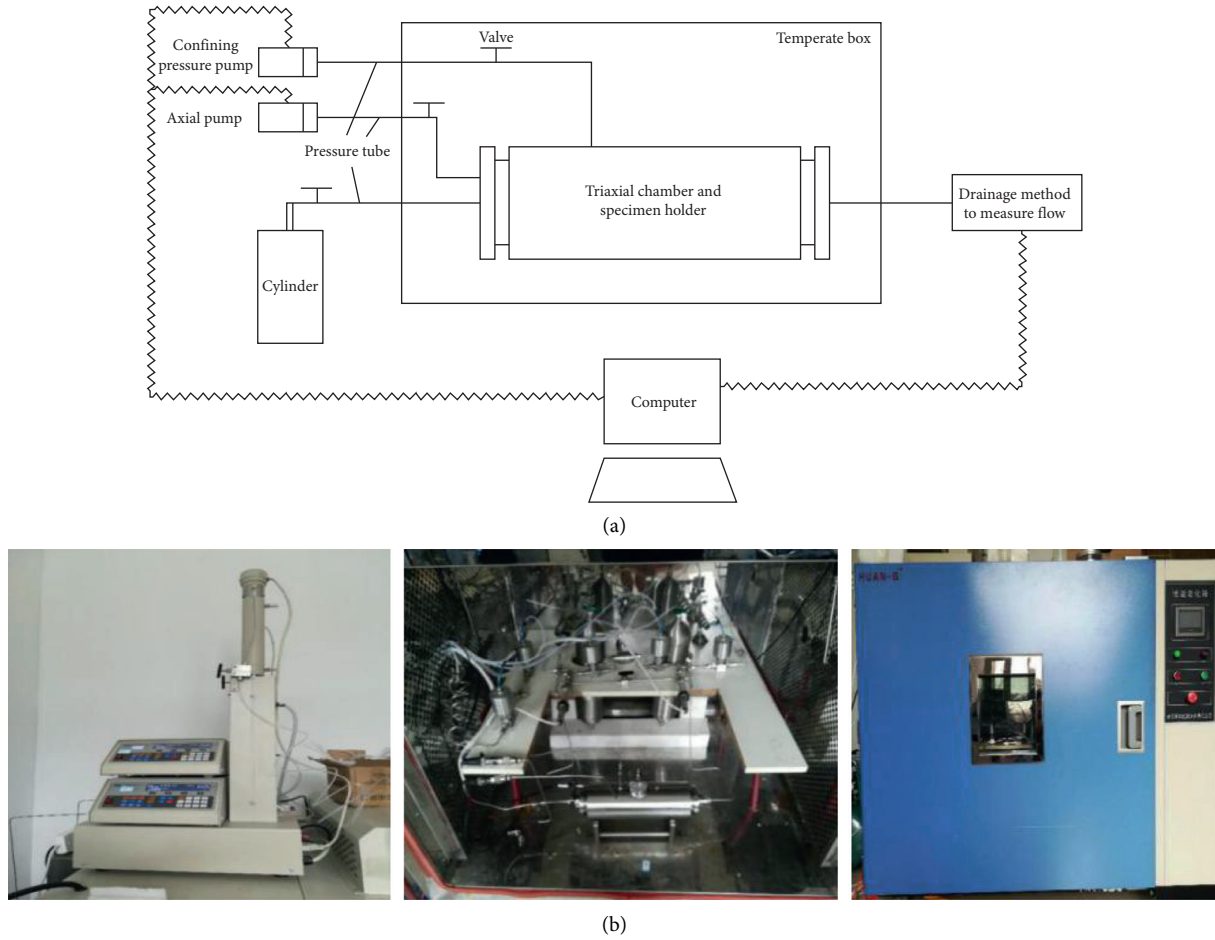 Confining
pressure pump
Valve
Temperate box
Axial pump
Pressure tube
Triaxial chamber and
specimen holder
Drainage method
to measure flow
Cylinder
Computer
(a)
HUAN-G
(b)